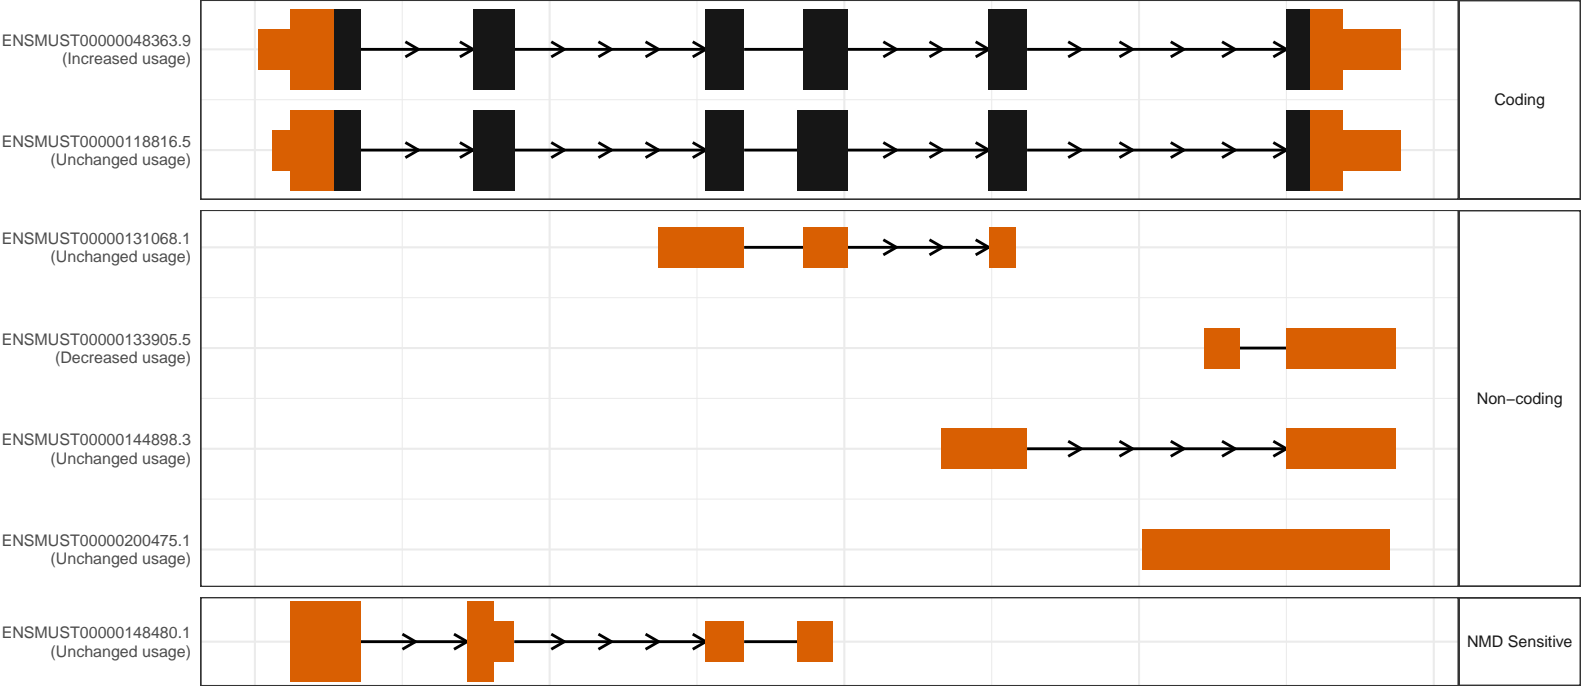 ENSMUST00000048363.9
(Increased usage)
ENSMUST00000118816.5
(Unchanged usage)
Coding
ENSMUST00000131068.1
(Unchanged usage)
ENSMUST00000133905.5
(Decreased usage)
ENSMUST00000144898.3
(Unchanged usage)
ENSMUST00000200475.1
(Unchanged usage)
Non−coding
ENSMUST00000148480.1
(Unchanged usage)
NMD Sensitive